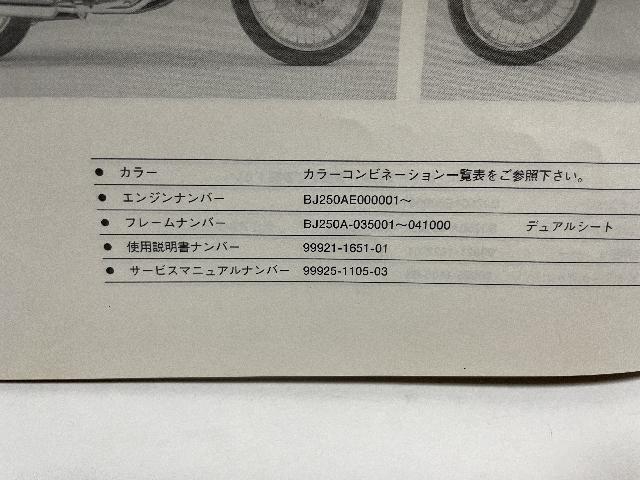 ● カラー カラーコンビネーション一覧表をご参照下さい。
● エンジンナンバー BJ250AE000001〜
● フレームナンバー BJ250A-035001〜041000 デュアルシート
● 使用説明書ナンバー 99921-1651-01
● サービスマニュアルナンバー 99925-1105-03